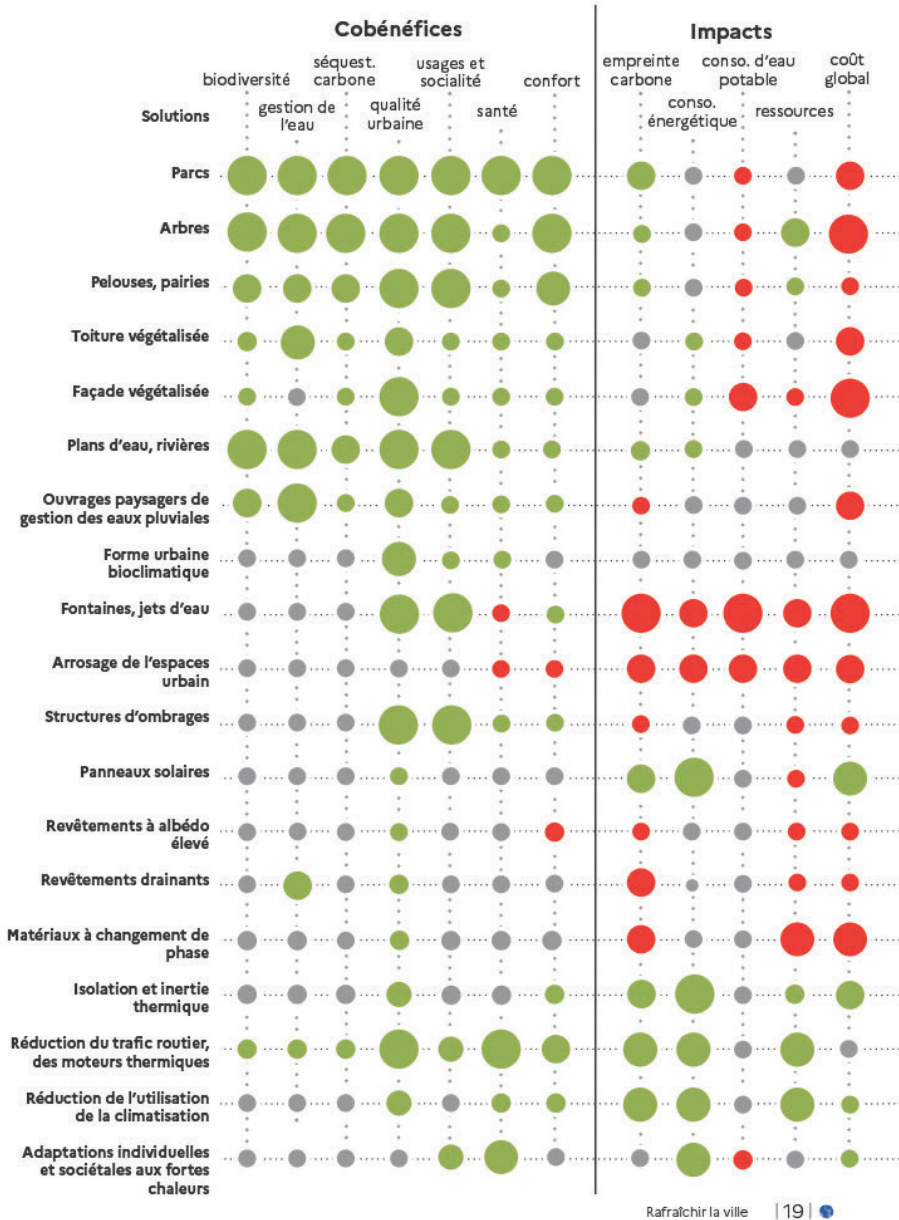 Cobénéfices
Impacts
biodiversité
gestion de
l'eau
séquest.
carbone
qualité
urbaine
usages et
socialité
santé
confort
empreinte
carbone
conso.
énergétique
conso. d'eau
potable
ressources
coût
global
Solutions
Parcs
Arbres
Pelouses, pairies
Toiture végétalisée
Façade végétalisée
Plans d'eau, rivières
Ouvrages paysagers de
gestion des eaux pluviales
Forme urbaine
bioclimatique
Fontaines, jets d'eau
Arrosage de l'espaces
urbain
Structures d'ombrages
Panneaux solaires
Revêtements à albédo
élevé
Revêtements drainants
Matériaux à changement de
phase
Isolation et inertie
thermique
Réduction du trafic routier,
des moteurs thermiques
Réduction de l'utilisation
de la climatisation
Adaptations individuelles
et sociétales aux fortes
chaleurs
Rafraîchir la ville | 19 |